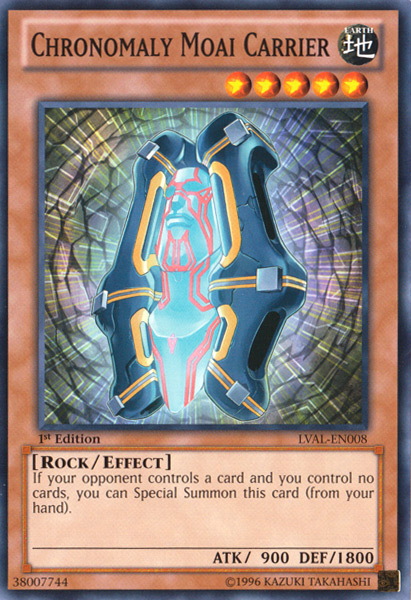 CHRONOMALY MOAI CARRIER
EARTH
地
1st Edition
LVAL-EN008
[ROCK/EFFECT]
If your opponent controls a card and you control no
cards, you can Special Summon this card (from your
hand).
ATK/ 900 DEF/1800
38007744
©1996 KAZUKI TAKAHASHI